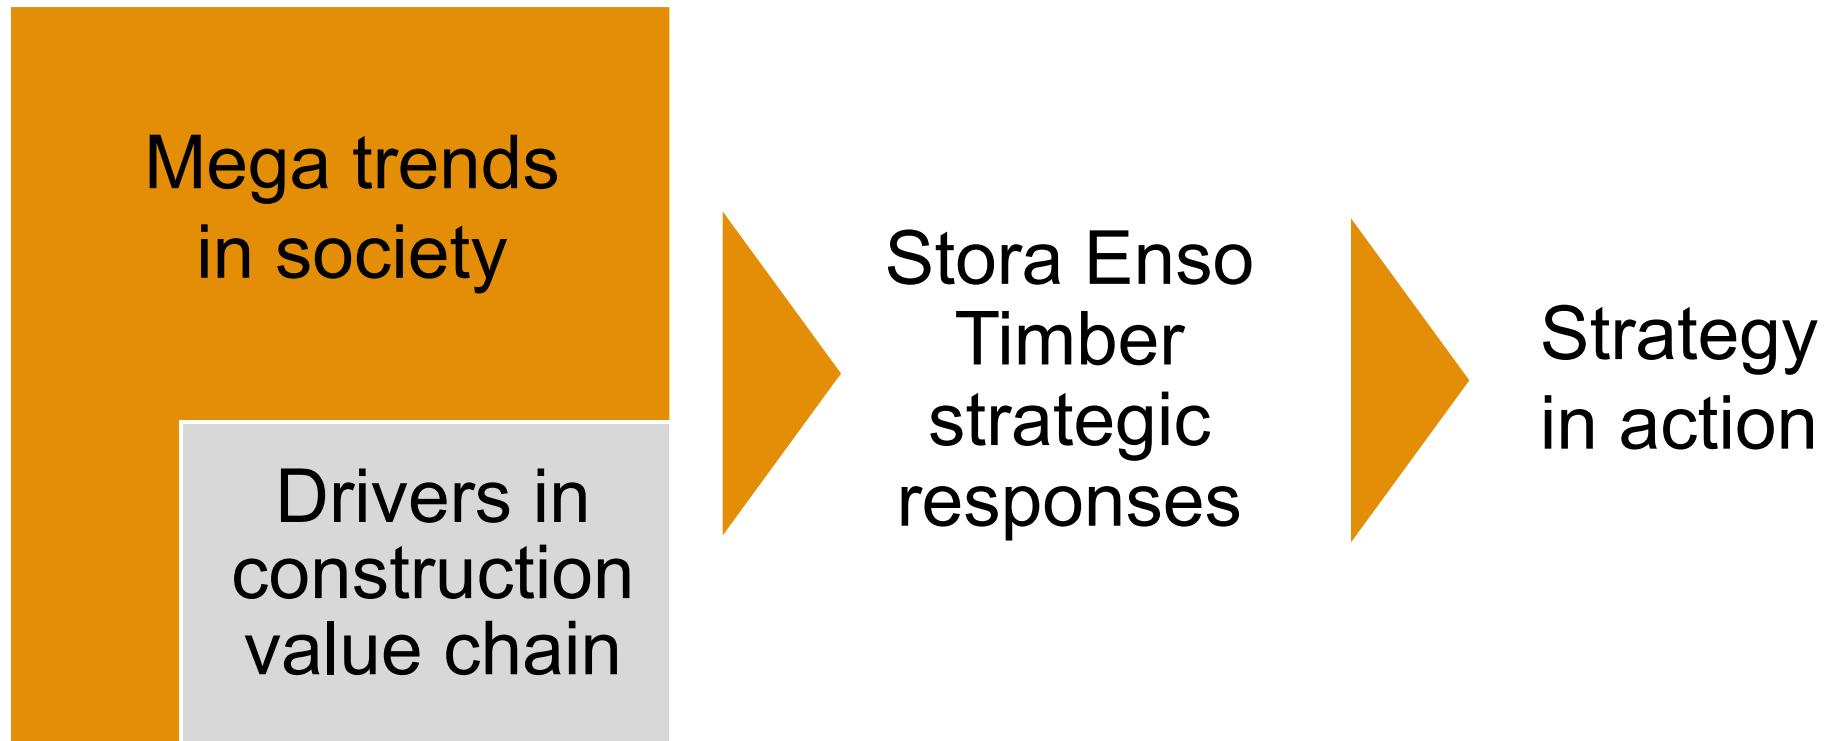 Mega trends
in society
Drivers in
construction
value chain
Stora Enso
Timber
strategic
responses
Strategy
in action